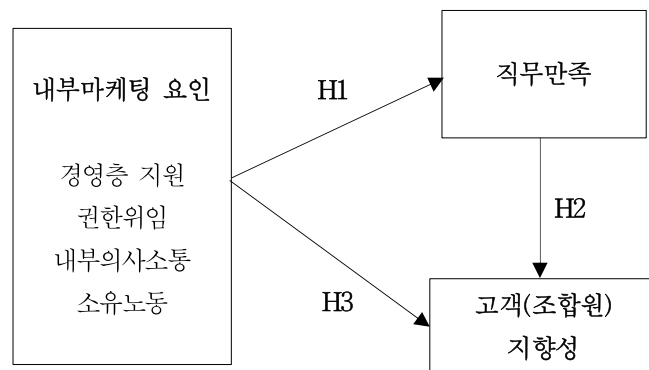 내부마케팅 요인
경영층 지원
권한위임
내부의사소통
소유노동
H1
직무만족
H2
H3
고객(조합원)
지향성